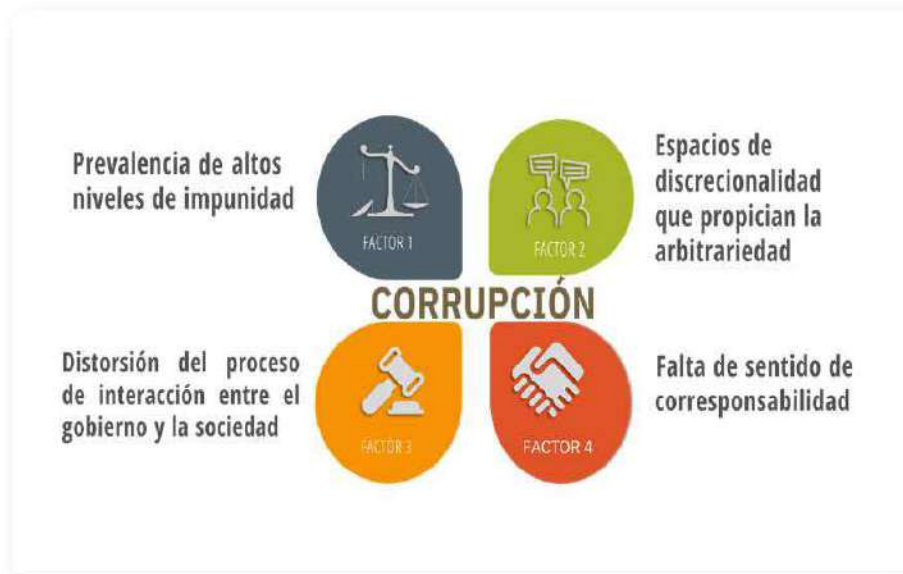 Prevalencia de altos
niveles de impunidad
FACTOR 1
FACTOR 2
Espacios de
discrecionalidad
que propician la
arbitrariedad
CORRUPCIÓN
Distorsión del proceso
de interacción entre el
gobierno y la sociedad
FACTOR 3
FACTOR 4
Falta de sentido de
corresponsabilidad